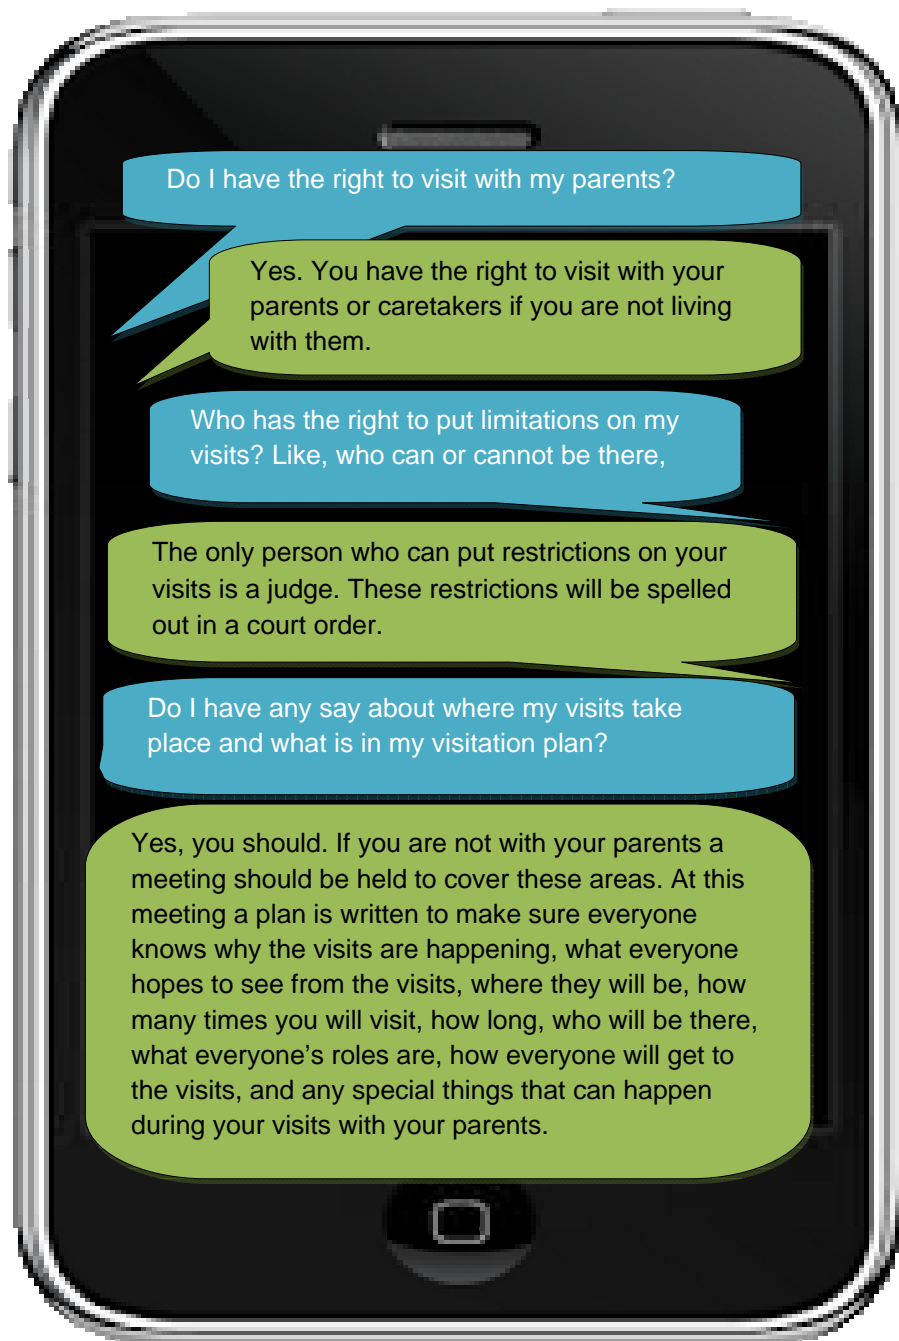 Do I have the right to visit with my parents?
Yes. You have the right to visit with your
parents or caretakers if you are not living
with them.
Who has the right to put limitations on my
visits? Like, who can or cannot be there,
The only person who can put restrictions on your
visits is a judge. These restrictions will be spelled
out in a court order.
Do I have any say about where my visits take
place and what is in my visitation plan?
Yes, you should. If you are not with your parents a
meeting should be held to cover these areas. At this
meeting a plan is written to make sure everyone
knows why the visits are happening, what everyone
hopes to see from the visits, where they will be, how
many times you will visit, how long, who will be there,
what everyone’s roles are, how everyone will get to
the visits, and any special things that can happen
during your visits with your parents.